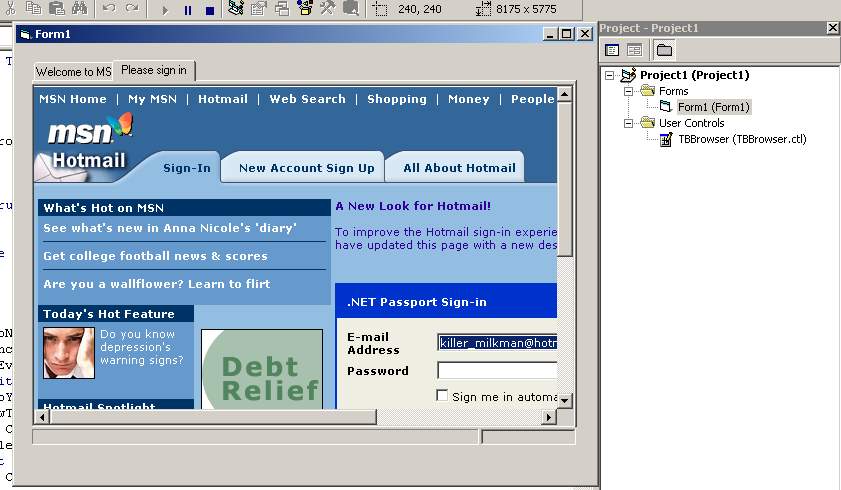 240, 240
8175 x 5775
Form1
Project - Project1
Welcome to MS
Please sign in
Project1 (Project1)
Forms
Form1 (Form1)
User Controls
TBBrowser (TBBrowser.ctl)
MSN Home | My MSN | Hotmail | Web Search | Shopping | Money | People
msn
Hotmail
Sign-In
New Account Sign Up
All About Hotmail
What's Hot on MSN
See what's new in Anna Nicole's 'diary'
Get college football news & scores
Are you a wallflower? Learn to flirt
A New Look for Hotmail!
To improve the Hotmail sign-in experie
have updated this page with a new des
Today's Hot Feature
Do you know
depression's
warning signs?
Debt
Relief
Hotmail Spotlight
.NET Passport Sign-in
E-mail
Address
killer_milkman@hotm
Password
Sign me in automa